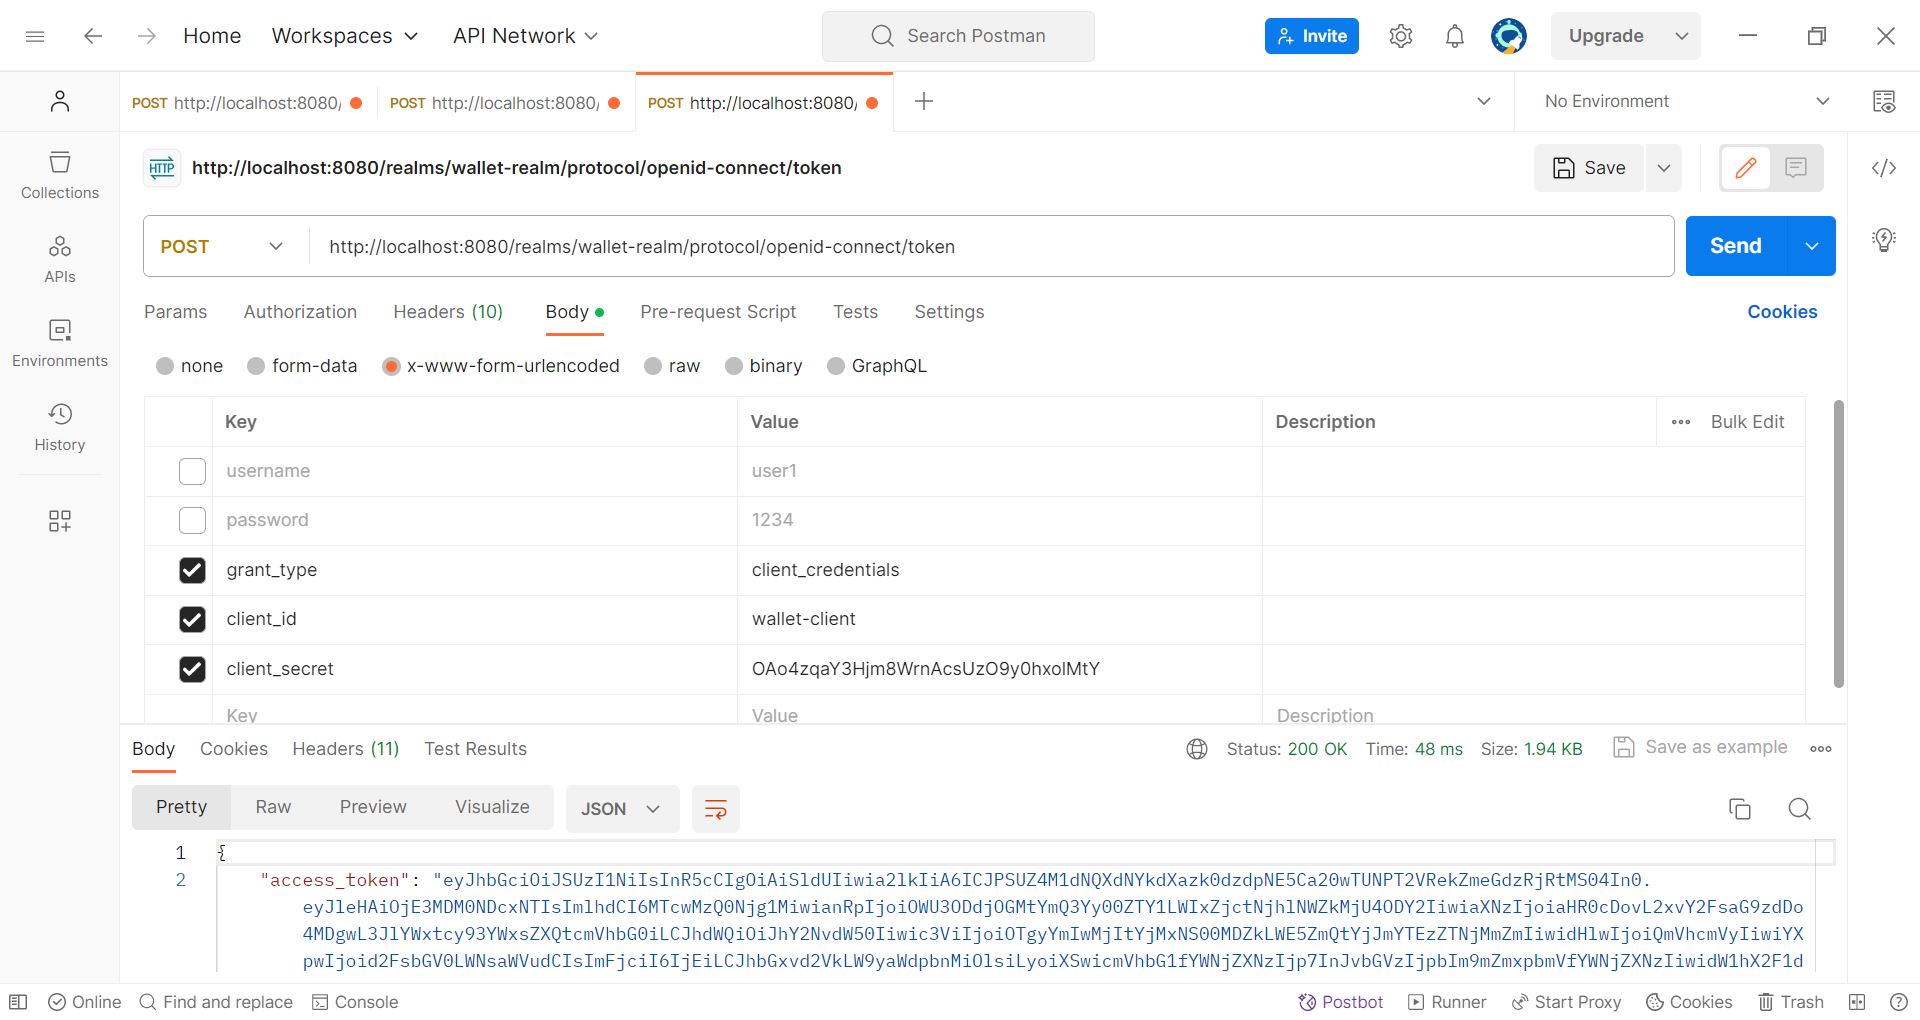 Home Workspaces API Network Search Postman Invite Upgrade
POST http://localhost:8080/ POST http://localhost:8080/ POST http://localhost:8080/ No Environment
HTTP http://localhost:8080/realms/wallet-realm/protocol/openid-connect/token Save
Collections
APIs
Environments
History
POST http://localhost:8080/realms/wallet-realm/protocol/openid-connect/token Send
Params Authorization Headers (10) Body Pre-request Script Tests Settings Cookies
none form-data x-www-form-urlencoded raw binary GraphQL
Key Value Description Bulk Edit
username user1
password 1234
grant_type client_credentials
client_id wallet-client
client_secret OAo4zqaY3Hjm8WrnAcsUzO9y0hxolMtY
Key Value Description
Body Cookies Headers (11) Test Results Status: 200 OK Time: 48 ms Size: 1.94 KB Save as example
Pretty Raw Preview Visualize JSON
1 {
2 "access_token": "eyJhbGciOiJSUzI1NiIsInR5cCIgOiAiSldUIiwia2lkIiA6ICJPSUZ4M1dNQXdNYkdXazk0dzdpNE5Ca20wTUNPT2VRekZmeGdzRjRtMS04In0.
eyJleHAiOjE3MDM0NDcxNTIsImlhdCI6MTcwMzQ0Njg1MiwianRpIjoiOWU3ODdjOGMtYmQ3Yy00ZTY1LWIxZjctNjhlNWZkMjU4ODY2IiwiaXNzIjoiaHR0cDovL2xvY2FsaG9zdDo
4MDgwL3JlYWxtcy93YWxsZXQtcmVhbG0iLCJhdWQiOiJhY2NvdW50Iiwic3ViIjoiOTgyYmIwMjItYjMxNS00MDZkLWE5ZmQtYjJmYTEzZTNjMmZmIiwidHlwIjoiQmVhcmVyIiwiYX
pwIjoid2FsbGV0LWNsaWVudCIsImFjciI6IjEiLCJhbGxvd2VkLW9yaWdpbnMiOlsiLyoiXSwicmVhbG1fYWNjZXNzIjp7InJvbGVzIjpbIm9mZmxpbmVfYWNjZXNzIiwidW1hX2F1d
Online Find and replace Console Postbot Runner Start Proxy Cookies Trash